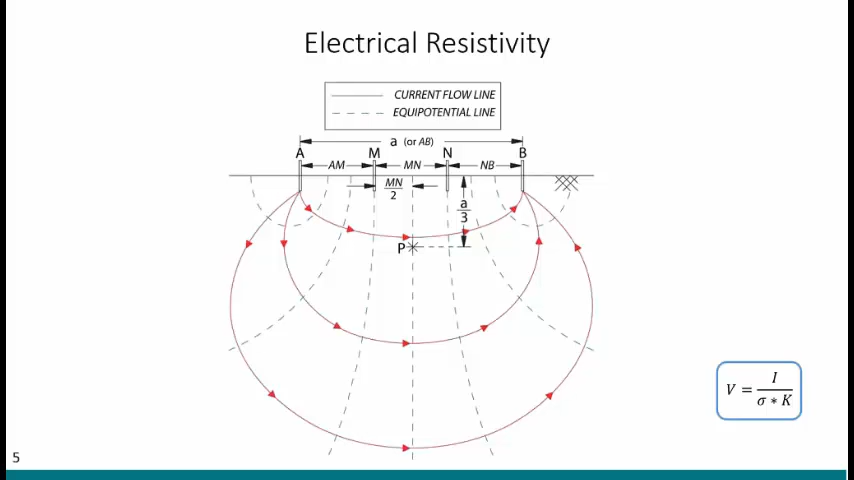 Electrical Resistivity
CURRENT FLOW LINE
EQUIPOTENTIAL LINE
a (or AB)
A M N B
AM MN NB
MN
2
a
3
P
V = I / σ * K
5